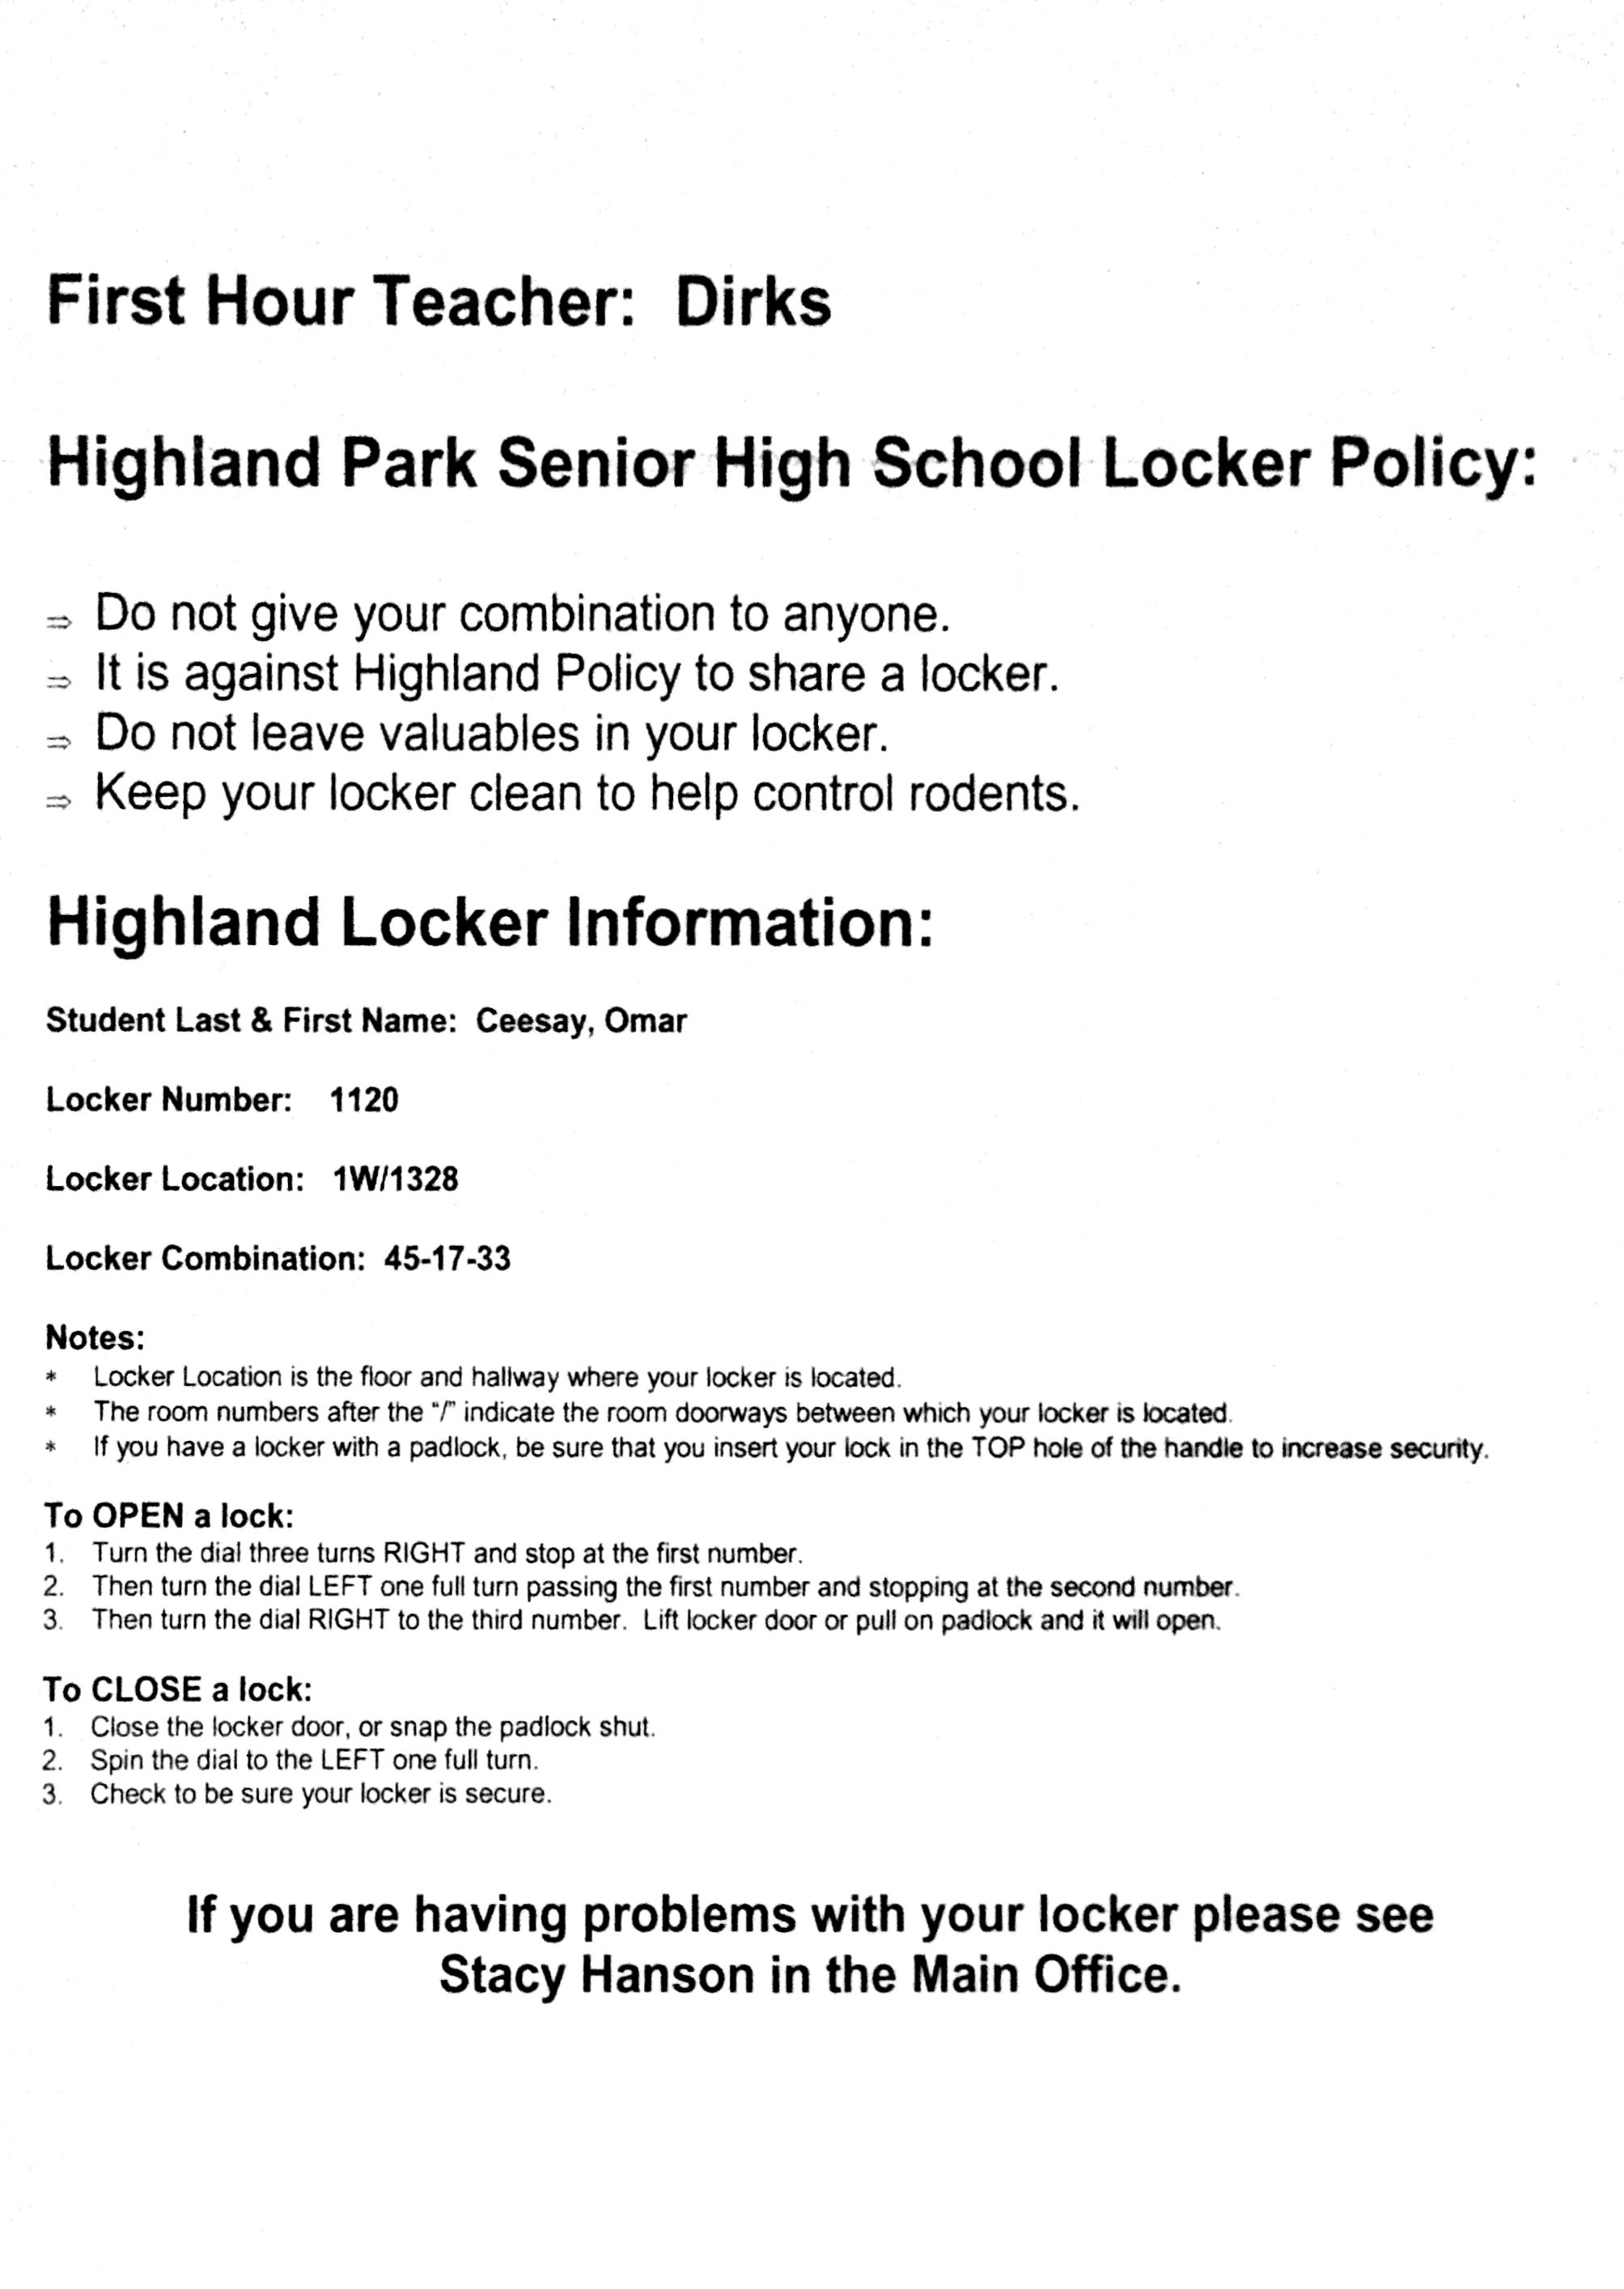 First Hour Teacher: Dirks
Highland Park Senior High School Locker Policy:
⇒ Do not give your combination to anyone.
⇒ It is against Highland Policy to share a locker.
⇒ Do not leave valuables in your locker.
⇒ Keep your locker clean to help control rodents.
Highland Locker Information:
Student Last & First Name: Ceesay, Omar
Locker Number: 1120
Locker Location: 1W/1328
Locker Combination: 45-17-33
Notes:
* Locker Location is the floor and hallway where your locker is located.
* The room numbers after the “/” indicate the room doorways between which your locker is located.
* If you have a locker with a padlock, be sure that you insert your lock in the TOP hole of the handle to increase security.
To OPEN a lock:
1. Turn the dial three turns RIGHT and stop at the first number.
2. Then turn the dial LEFT one full turn passing the first number and stopping at the second number.
3. Then turn the dial RIGHT to the third number. Lift locker door or pull on padlock and it will open.
To CLOSE a lock:
1. Close the locker door, or snap the padlock shut.
2. Spin the dial to the LEFT one full turn.
3. Check to be sure your locker is secure.
If you are having problems with your locker please see
Stacy Hanson in the Main Office.